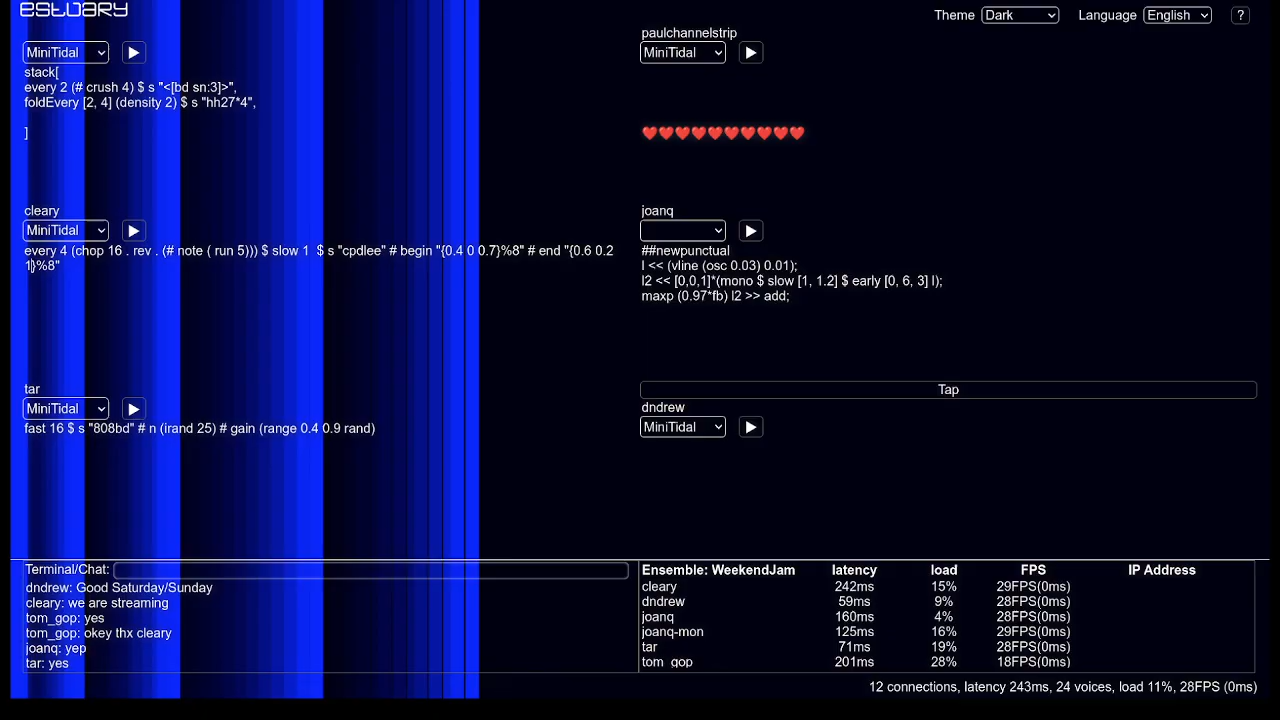 ESTUARY
Theme Dark Language English ?
MiniTidal
stack[
every 2 (# crush 4) $ s "<[bd sn:3]>",
foldEvery [2, 4] (density 2) $ s "hh27*4",
]
paulchannelstrip
MiniTidal
❤️❤️❤️❤️❤️❤️❤️❤️❤️❤️
cleary
MiniTidal
every 4 (chop 16 . rev . (# note ( run 5))) $ slow 1  $ s "cpdlee" # begin "{0.4 0 0.7}%8" # end "{0.6 0.2
1}%8"
joanq
##newpunctual
l << (vline (osc 0.03) 0.01);
l2 << [0,0,1]*(mono $ slow [1, 1.2] $ early [0, 6, 3] l);
maxp (0.97*fb) l2 >> add;
tar
MiniTidal
fast 16 $ s "808bd" # n (irand 25) # gain (range 0.4 0.9 rand)
Tap
dndrew
MiniTidal
Terminal/Chat:
dndrew: Good Saturday/Sunday
cleary: we are streaming
tom_gop: yes
tom_gop: okey thx cleary
joanq: yep
tar: yes
Ensemble: WeekendJam latency load FPS IP Address
cleary 242ms 15% 29FPS(0ms)
dndrew 59ms 9% 28FPS(0ms)
joanq 160ms 4% 28FPS(0ms)
joanq-mon 125ms 16% 29FPS(0ms)
tar 71ms 19% 28FPS(0ms)
tom_gop 201ms 28% 18FPS(0ms)
12 connections, latency 243ms, 24 voices, load 11%, 28FPS (0ms)